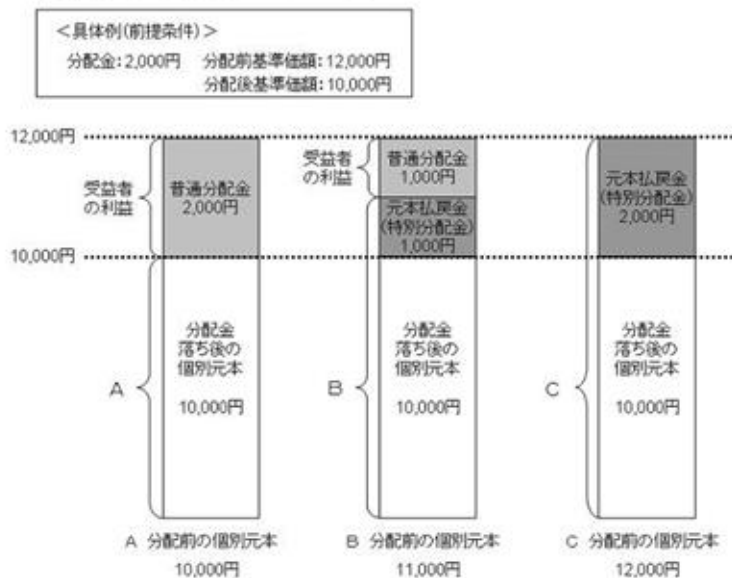 ＜具体例(前提条件)＞
分配金：2,000円　分配前基準価額：12,000円
分配後基準価額：10,000円
12,000円
受益者の利益
普通分配金
2,000円
受益者の利益
普通分配金
1,000円
元本払戻金
(特別分配金)
1,000円
元本払戻金
(特別分配金)
2,000円
10,000円
A
分配金
落ち後の
個別元本
10,000円
B
分配金
落ち後の
個別元本
10,000円
C
分配金
落ち後の
個別元本
10,000円
A 分配前の個別元本
10,000円
B 分配前の個別元本
11,000円
C 分配前の個別元本
12,000円